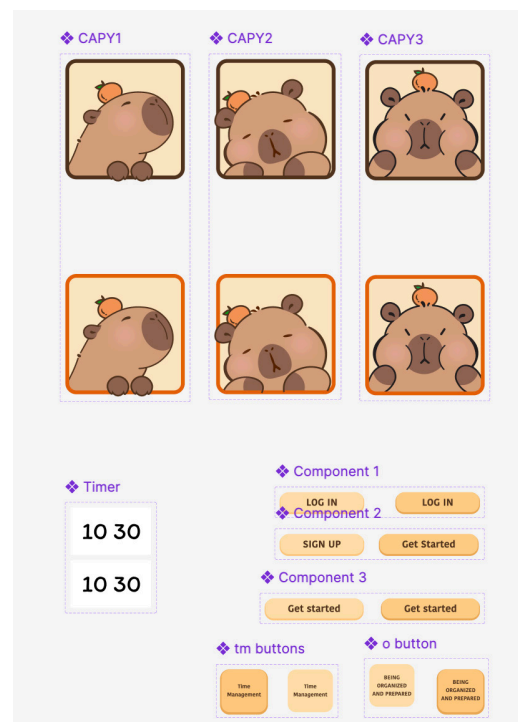 CAPY1
CAPY2
CAPY3
Timer
10 30
10 30
Component 1
LOG IN
LOG IN
Component 2
SIGN UP
Get Started
Component 3
Get started
Get started
tm buttons
Time
Management
Time
Management
o button
BEING
ORGANIZED
AND PREPARED
BEING
ORGANIZED
AND PREPARED